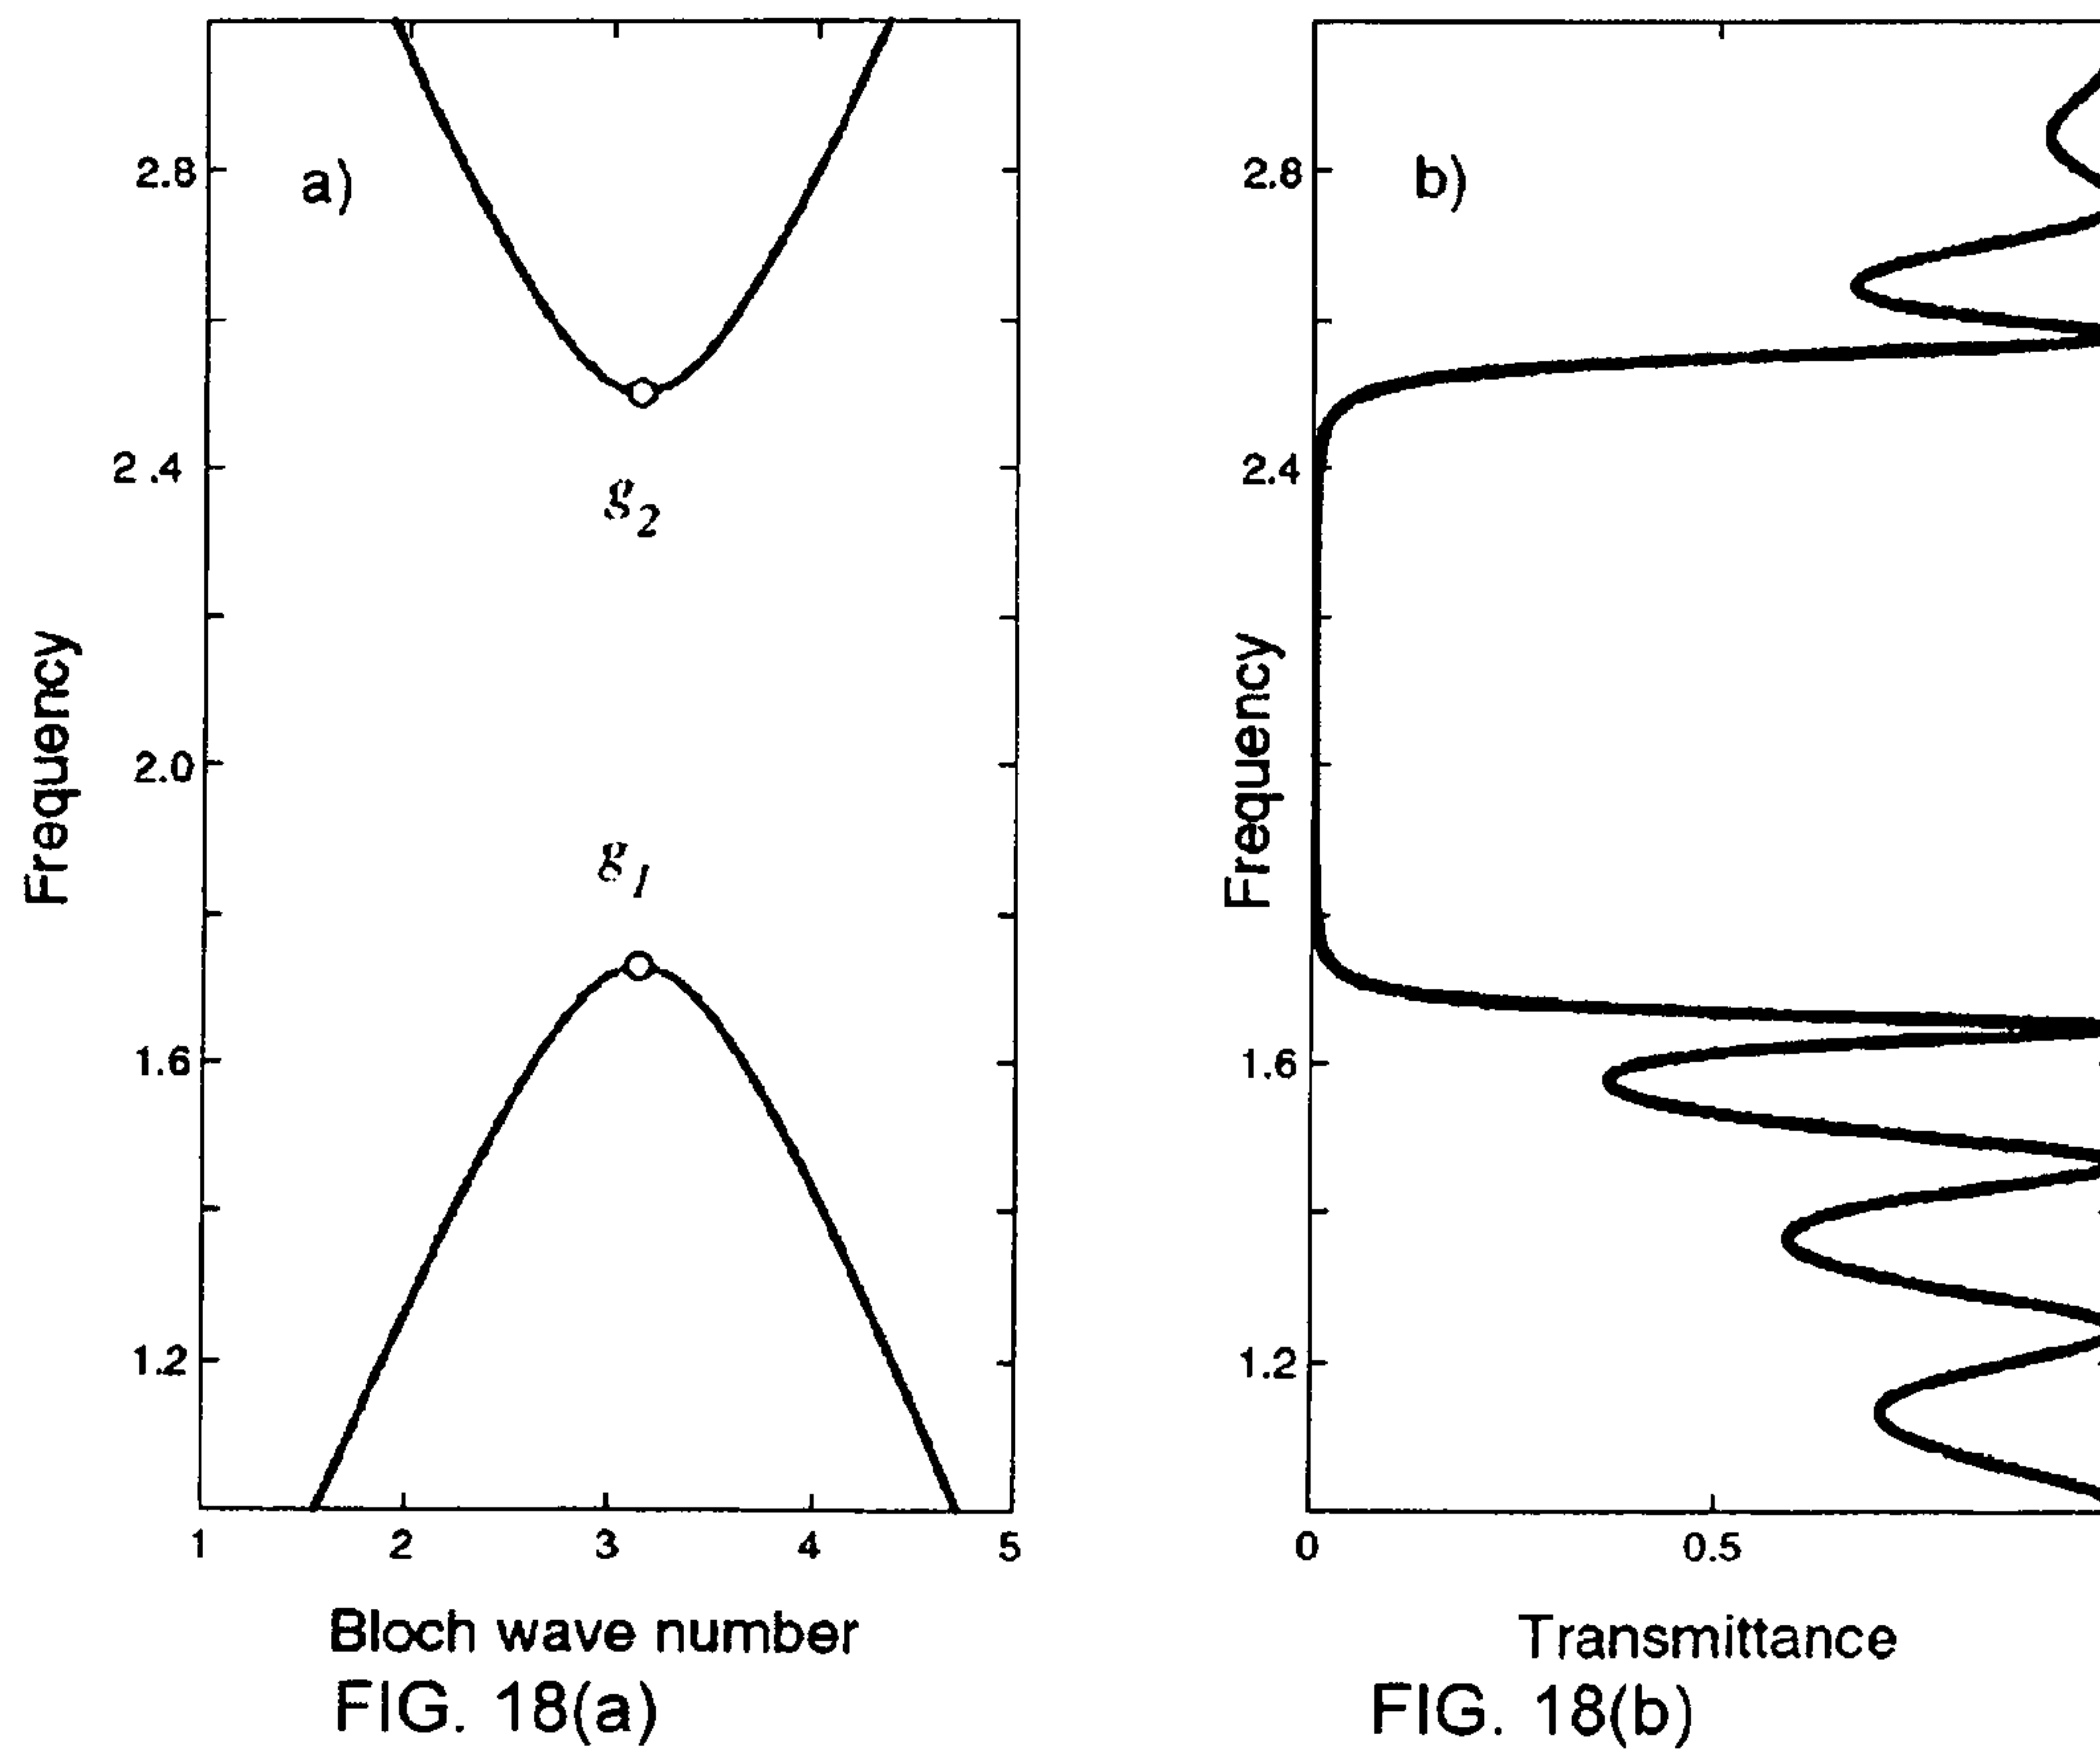 a)
2.8
2.4
2.0
1.6
1.2
Frequency
g2
g1
1 2 3 4 5
Bloch wave number
FIG. 18(a)
b)
2.8
2.4
1.6
1.2
Frequency
0 0.5
Transmittance
FIG. 18(b)